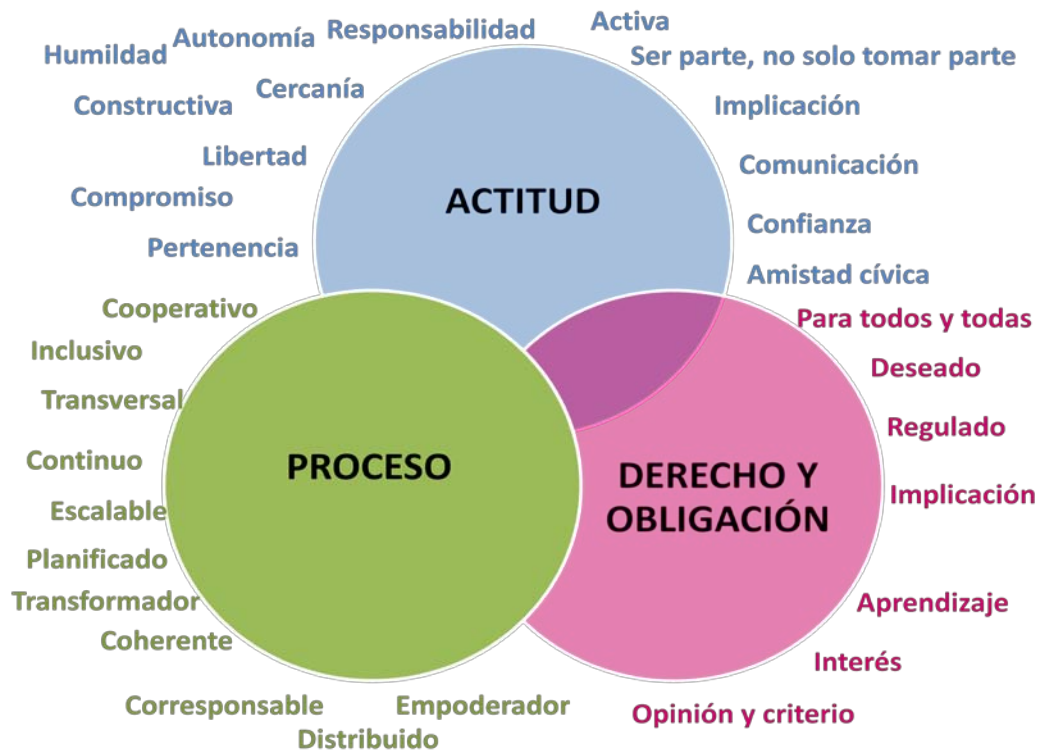 Responsabilidad
Activa
Autonomía
Humildad
Ser parte, no solo tomar parte
Cercanía
Constructiva
Implicación
Libertad
Comunicación
Compromiso
ACTITUD
Confianza
Pertenencia
Amistad cívica
Cooperativo
Para todos y todas
Inclusivo
Deseado
Transversal
Regulado
Continuo
PROCESO
DERECHO Y
OBLIGACIÓN
Implicación
Escalable
Planificado
Transformador
Aprendizaje
Coherente
Interés
Corresponsable
Empoderador
Opinión y criterio
Distribuido